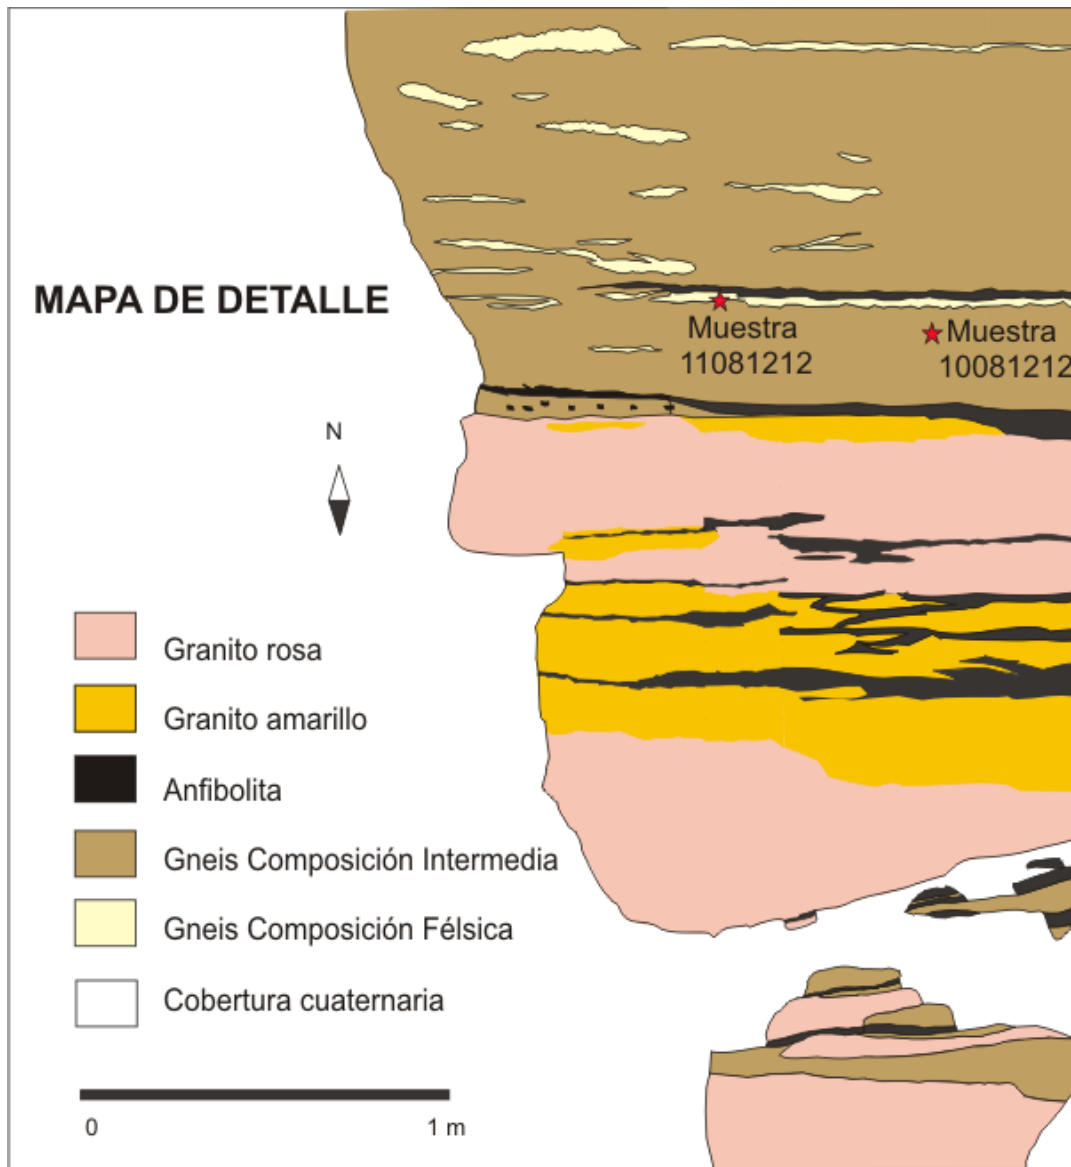 MAPA DE DETALLE
Muestra
11081212
Muestra
10081212
N
Granito rosa
Granito amarillo
Anfibolita
Gneis Composición Intermedia
Gneis Composición Félsica
Cobertura cuaternaria
0
1 m